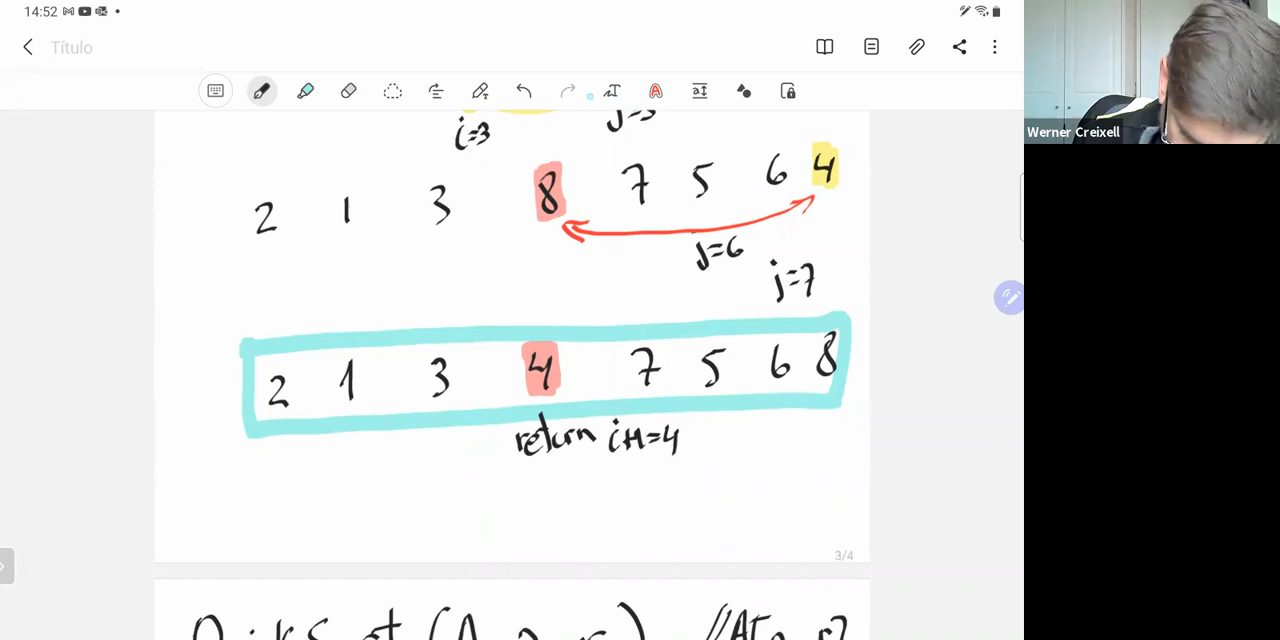 14:52
Título
i=3
j=5
2 1 3 8 7 5 6 4
j=6
j=7
2 1 3 4 7 5 6 8
return i+1=4
3/4
Werner Creixell